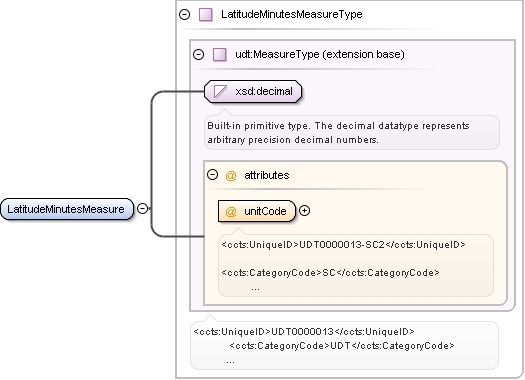 LatitudeMinutesMeasureType
udt:MeasureType (extension base)
xsd:decimal
Built-in primitive type. The decimal datatype represents
arbitrary precision decimal numbers.
@ attributes
LatitudeMinutesMeasure
@ unitCode
<ccts:UniqueID>UDT0000013-SC2</ccts:UniqueID>
<ccts:CategoryCode>SC</ccts:CategoryCode>
...
<ccts:UniqueID>UDT0000013</ccts:UniqueID>
<ccts:CategoryCode>UDT</ccts:CategoryCode>
...